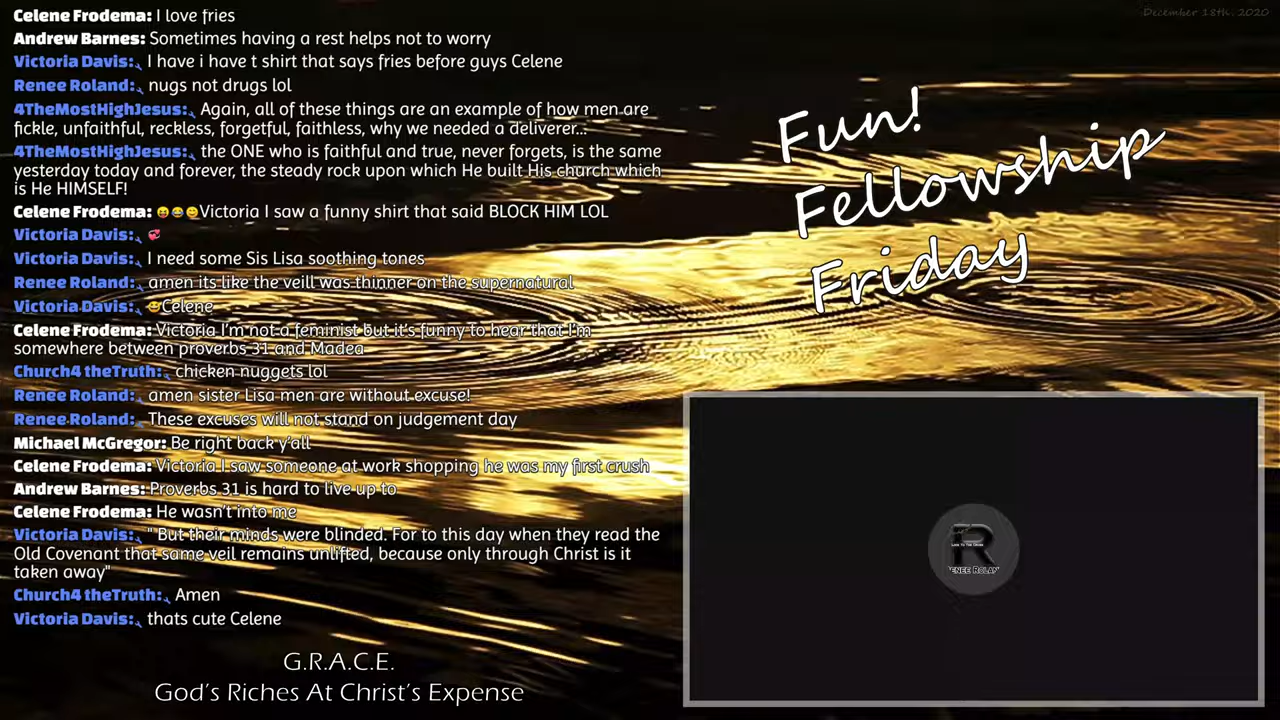 December 18th, 2020
Celene Frodema: I love fries
Andrew Barnes: Sometimes having a rest helps not to worry
Victoria Davis: I have i have t shirt that says fries before guys Celene
Renee Roland: nugs not drugs lol
4TheMostHighJesus: Again, all of these things are an example of how men are
fickle, unfaithful, reckless, forgetful, faithless, why we needed a deliverer...
4TheMostHighJesus: the ONE who is faithful and true, never forgets, is the same
yesterday today and forever, the steady rock upon which He built His church which
is He HIMSELF!
Celene Frodema: 😝😂😊Victoria I saw a funny shirt that said BLOCK HIM LOL
Victoria Davis: 💞
Victoria Davis: I need some Sis Lisa soothing tones
Renee Roland: amen its like the veill was thinner on the supernatural
Victoria Davis: 😄Celene
Celene Frodema: Victoria I'm not a feminist but it's funny to hear that I'm
somewhere between proverbs 31 and Madea
Church4 theTruth: chicken nuggets lol
Renee Roland: amen sister Lisa men are without excuse!
Renee Roland: These excuses will not stand on judgement day
Michael McGregor: Be right back y'all
Celene Frodema: Victoria I saw someone at work shopping he was my first crush
Andrew Barnes: Proverbs 31 is hard to live up to
Celene Frodema: He wasn't into me
Victoria Davis: " But their minds were blinded. For to this day when they read the
Old Covenant that same veil remains unlifted, because only through Christ is it
taken away"
Church4 theTruth: Amen
Victoria Davis: thats cute Celene
G.R.A.C.E.
God's Riches At Christ's Expense
Fun!
Fellowship
Friday
R